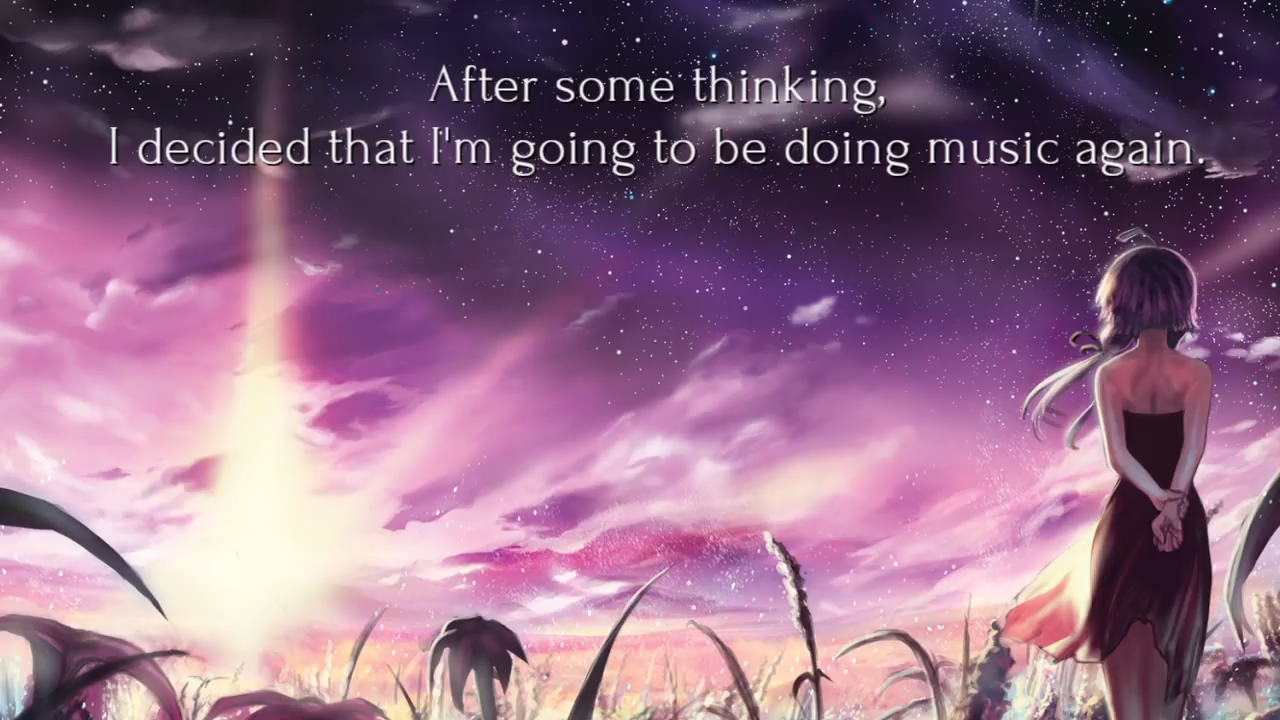 After some thinking,
I decided that I'm going to be doing music again.